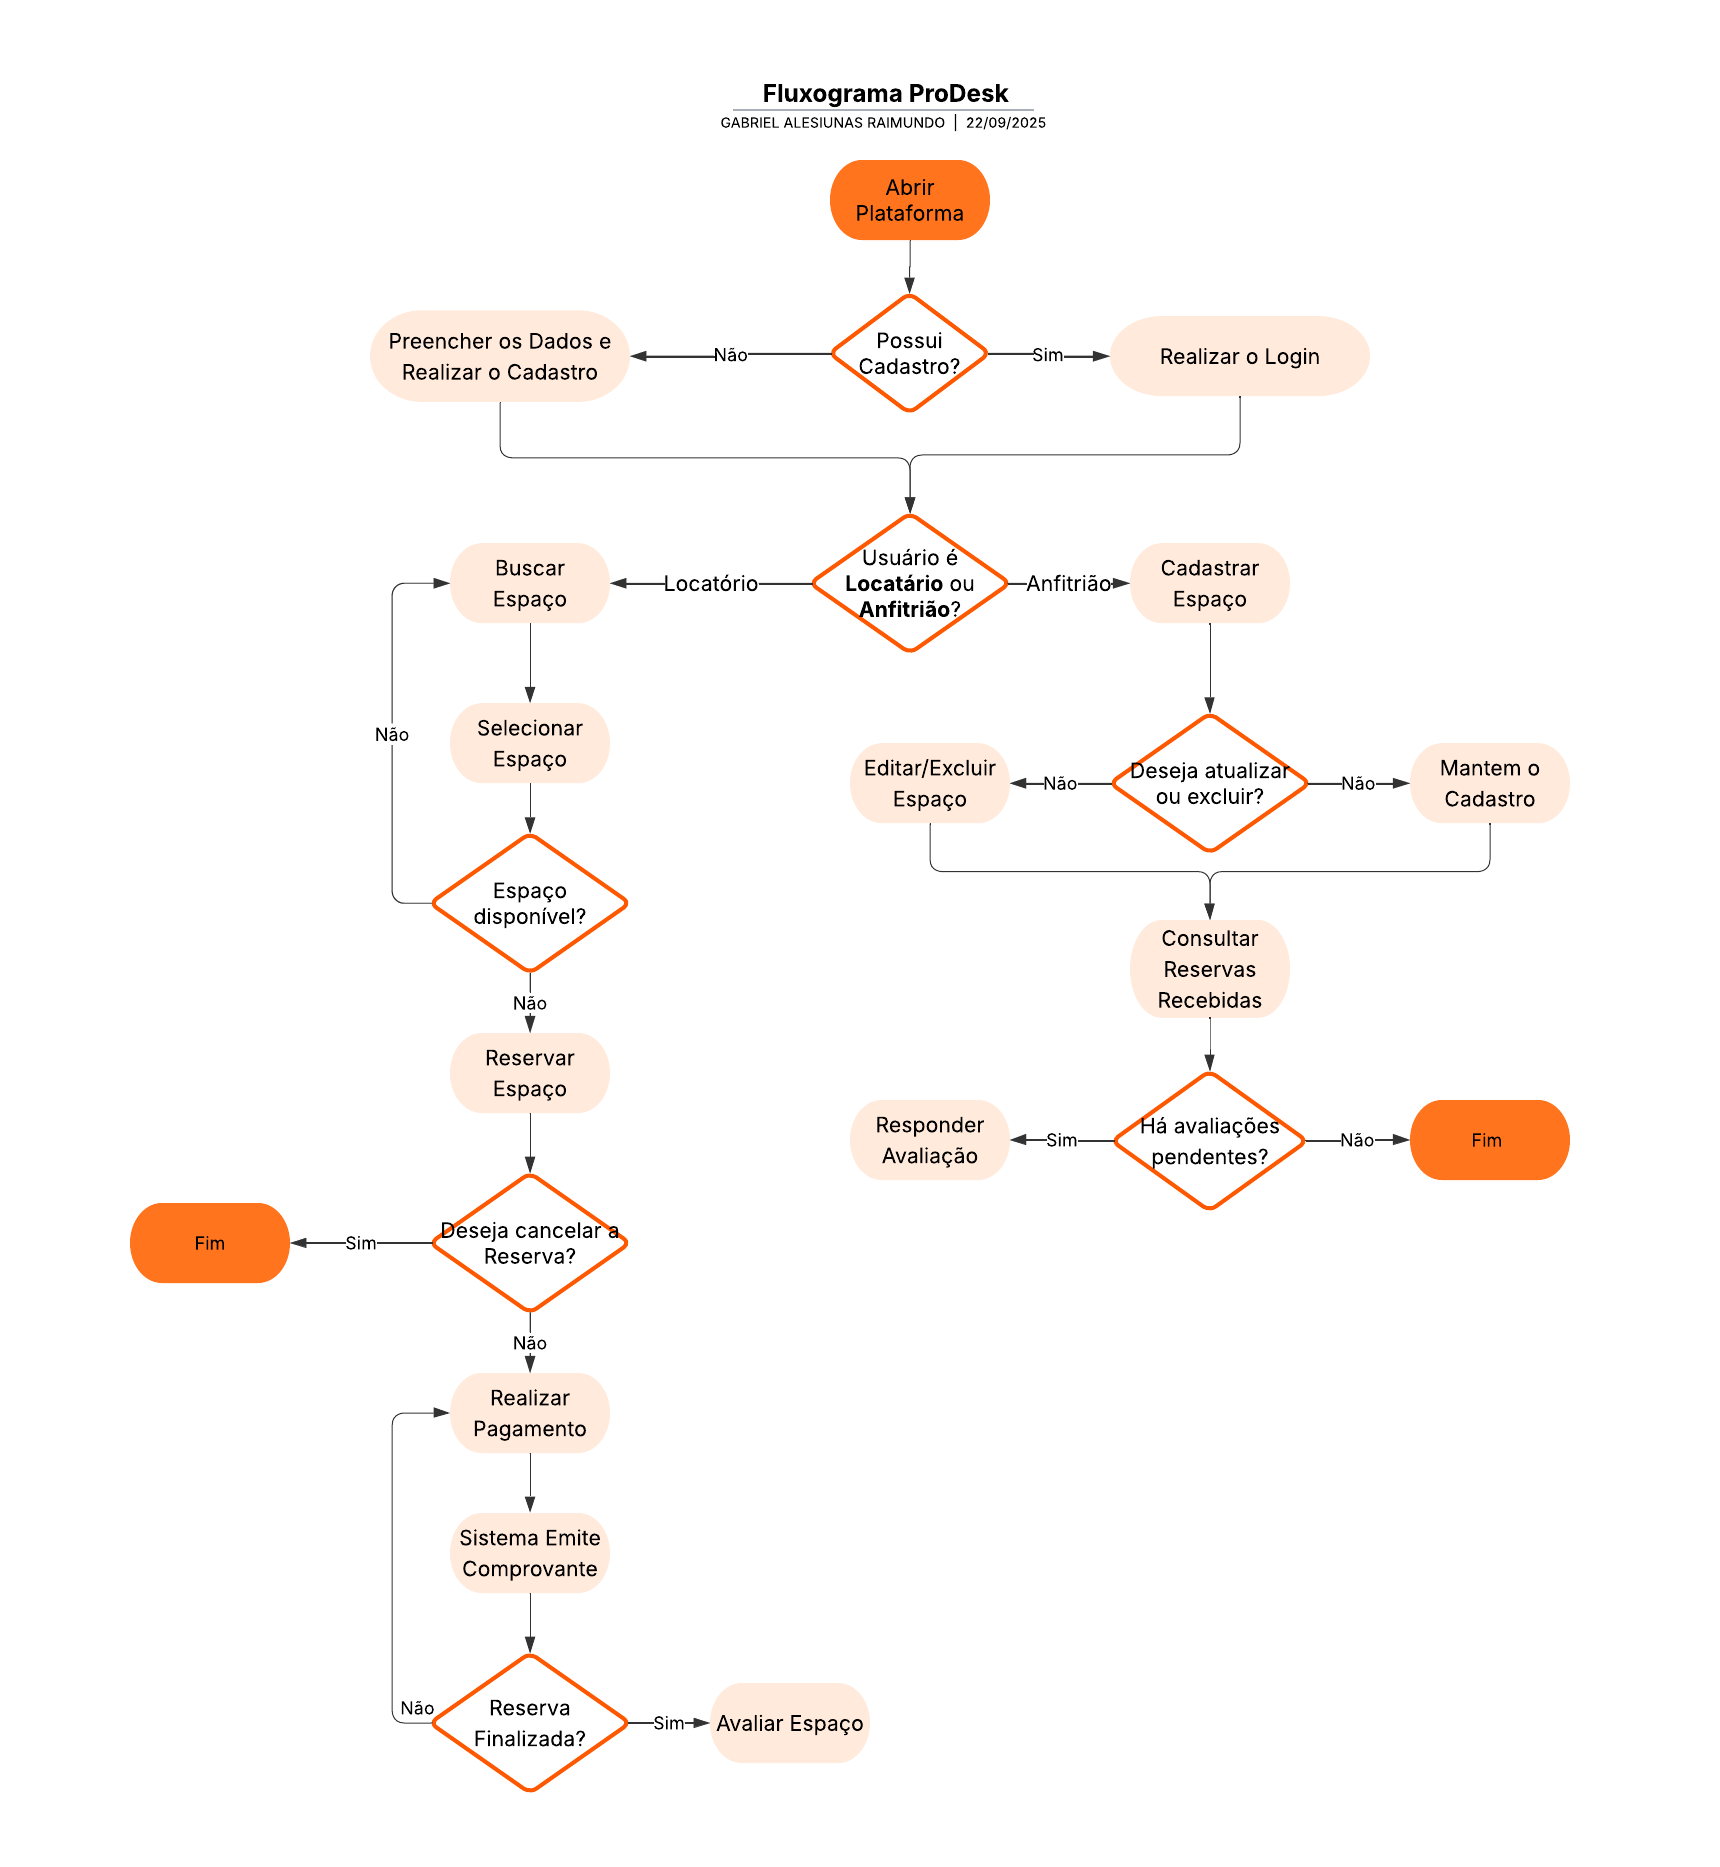 Fluxograma ProDesk
GABRIEL ALESIUNAS RAIMUNDO | 22/09/2025
Abrir
Plataforma
Preencher os Dados e
Realizar o Cadastro
Não
Possui
Cadastro?
Sim
Realizar o Login
Buscar
Espaço
Locatório
Usuário é
Locatário ou
Anfitrião?
Anfitrião
Cadastrar
Espaço
Não
Selecionar
Espaço
Editar/Excluir
Espaço
Não
Deseja atualizar
ou excluir?
Não
Mantem o
Cadastro
Espaço
disponível?
Consultar
Reservas
Recebidas
Não
Reservar
Espaço
Responder
Avaliação
Sim
Há avaliações
pendentes?
Não
Fim
Fim
Sim
Deseja cancelar a
Reserva?
Não
Realizar
Pagamento
Sistema Emite
Comprovante
Não
Reserva
Finalizada?
Sim
Avaliar Espaço